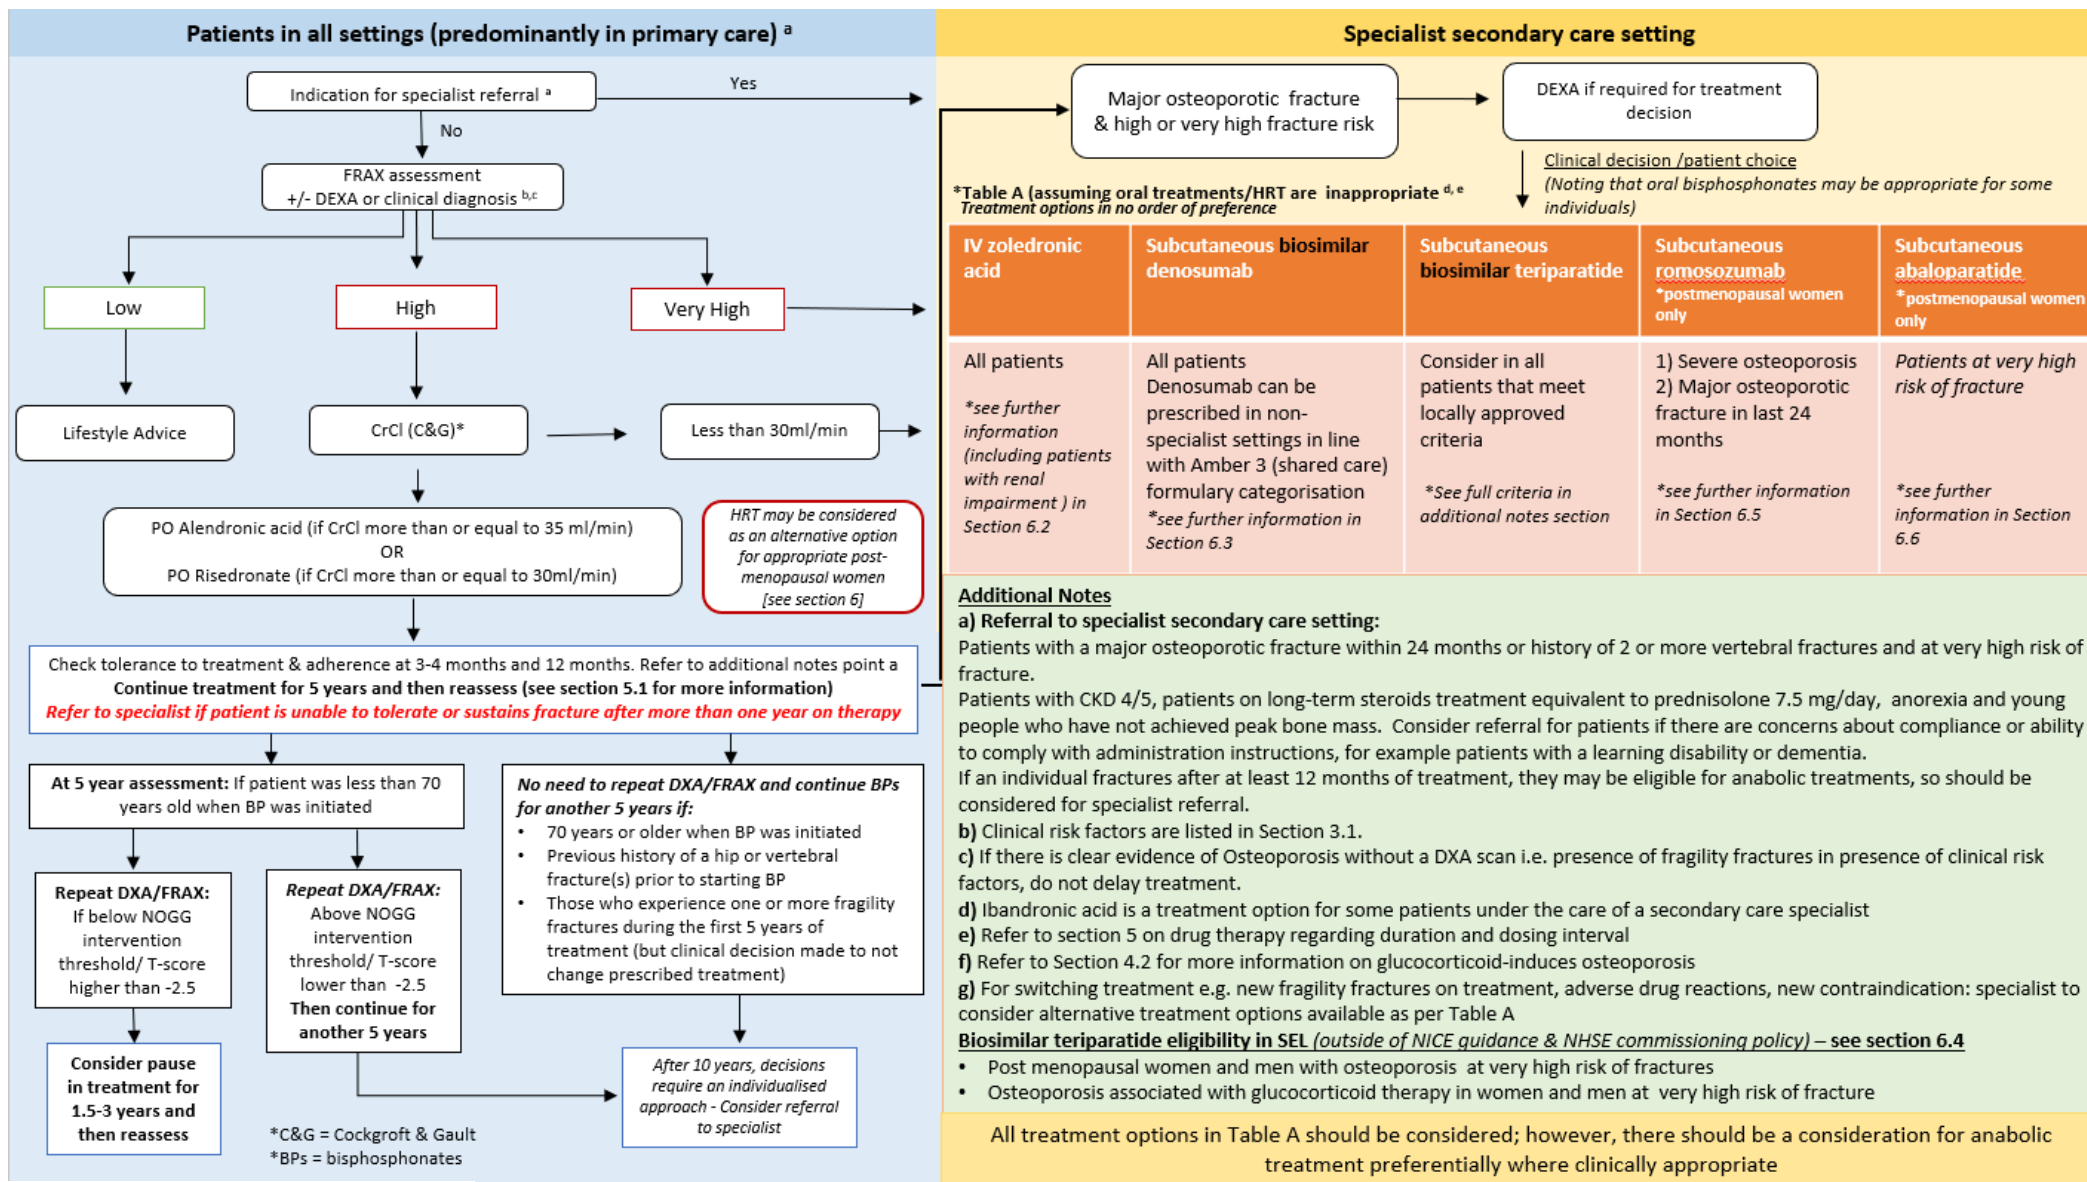 Patients in all settings (predominantly in primary care) a
Indication for specialist referral a
Yes
No
FRAX assessment
+/- DEXA or clinical diagnosis b,c
Low
High
Very High
Lifestyle Advice
CrCl (C&G)*
Less than 30ml/min
PO Alendronic acid (if CrCl more than or equal to 35 ml/min)
OR
PO Risedronate (if CrCl more than or equal to 30ml/min)
HRT may be considered
as an alternative option
for appropriate post-
menopausal women
[see section 6]
Check tolerance to treatment & adherence at 3-4 months and 12 months. Refer to additional notes point a
Continue treatment for 5 years and then reassess (see section 5.1 for more information)
Refer to specialist if patient is unable to tolerate or sustains fracture after more than one year on therapy
At 5 year assessment: If patient was less than 70
years old when BP was initiated
Repeat DXA/FRAX:
If below NOGG
intervention
threshold/ T-score
higher than -2.5
Consider pause
in treatment for
1.5-3 years and
then reassess
Repeat DXA/FRAX:
Above NOGG
intervention
threshold/ T-score
lower than -2.5
Then continue for
another 5 years
No need to repeat DXA/FRAX and continue BPs
for another 5 years if:
• 70 years or older when BP was initiated
• Previous history of a hip or vertebral
fracture(s) prior to starting BP
• Those who experience one or more fragility
fractures during the first 5 years of
treatment (but clinical decision made to not
change prescribed treatment)
After 10 years, decisions
require an individualised
approach - Consider referral
to specialist
*C&G = Cockgroft & Gault
*BPs = bisphosphonates
Specialist secondary care setting
Major osteoporotic fracture
& high or very high fracture risk
DEXA if required for treatment
decision
Clinical decision /patient choice
(Noting that oral bisphosphonates may be appropriate for some
individuals)
*Table A (assuming oral treatments/HRT are inappropriate d, e
Treatment options in no order of preference
IV zoledronic
acid
Subcutaneous biosimilar
denosumab
Subcutaneous
biosimilar teriparatide
Subcutaneous
romosozumab
*postmenopausal women
only
Subcutaneous
abaloparatide
*postmenopausal women
only
All patients
*see further
information
(including patients
with renal
impairment ) in
Section 6.2
All patients
Denosumab can be
prescribed in non-
specialist settings in line
with Amber 3 (shared care)
formulary categorisation
*see further information in
Section 6.3
Consider in all
patients that meet
locally approved
criteria
*See full criteria in
additional notes section
1) Severe osteoporosis
2) Major osteoporotic
fracture in last 24
months
*see further information
in Section 6.5
Patients at very high
risk of fracture
*see further
information in Section
6.6
Additional Notes
a) Referral to specialist secondary care setting:
Patients with a major osteoporotic fracture within 24 months or history of 2 or more vertebral fractures and at very high risk of
fracture.
Patients with CKD 4/5, patients on long-term steroids treatment equivalent to prednisolone 7.5 mg/day, anorexia and young
people who have not achieved peak bone mass. Consider referral for patients if there are concerns about compliance or ability
to comply with administration instructions, for example patients with a learning disability or dementia.
If an individual fractures after at least 12 months of treatment, they may be eligible for anabolic treatments, so should be
considered for specialist referral.
b) Clinical risk factors are listed in Section 3.1.
c) If there is clear evidence of Osteoporosis without a DXA scan i.e. presence of fragility fractures in presence of clinical risk
factors, do not delay treatment.
d) Ibandronic acid is a treatment option for some patients under the care of a secondary care specialist
e) Refer to section 5 on drug therapy regarding duration and dosing interval
f) Refer to Section 4.2 for more information on glucocorticoid-induces osteoporosis
g) For switching treatment e.g. new fragility fractures on treatment, adverse drug reactions, new contraindication: specialist to
consider alternative treatment options available as per Table A
Biosimilar teriparatide eligibility in SEL (outside of NICE guidance & NHSE commissioning policy) – see section 6.4
• Post menopausal women and men with osteoporosis at very high risk of fractures
• Osteoporosis associated with glucocorticoid therapy in women and men at very high risk of fracture
All treatment options in Table A should be considered; however, there should be a consideration for anabolic
treatment preferentially where clinically appropriate